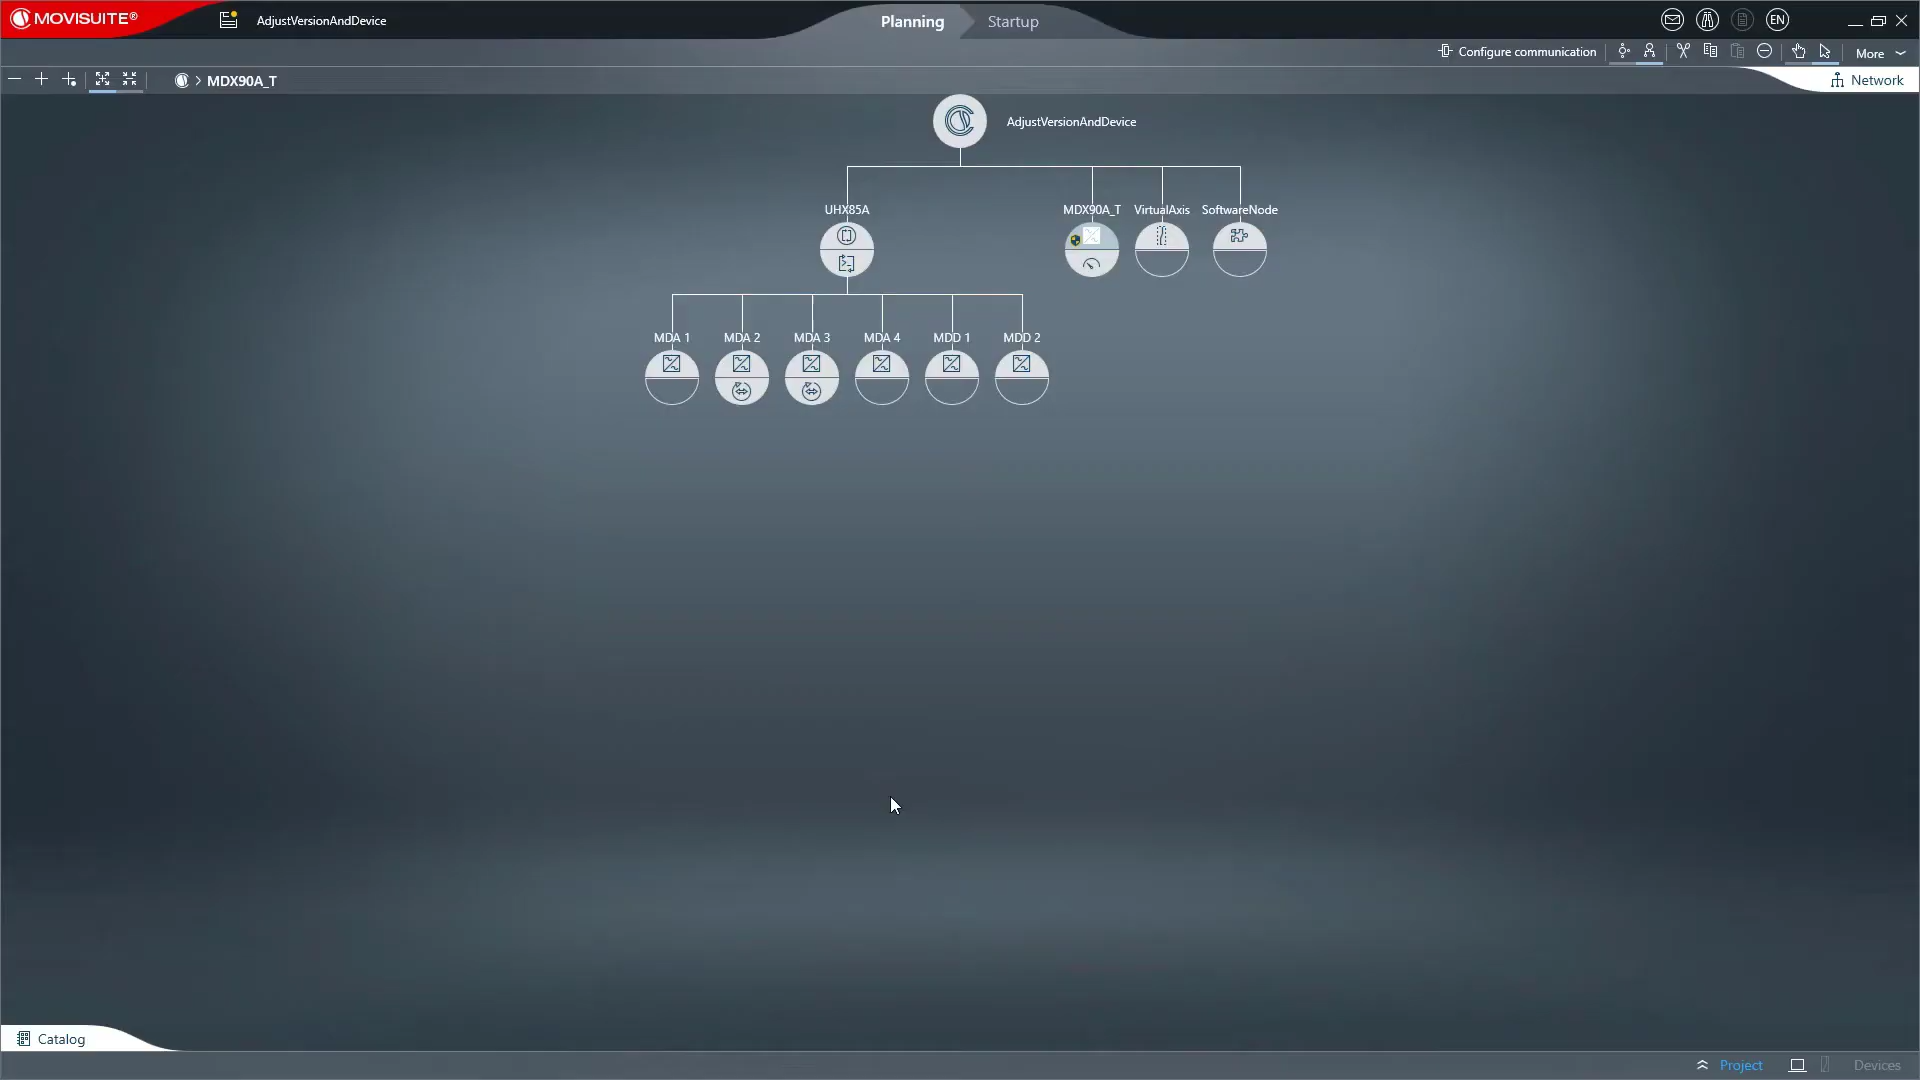 MOVISUITE®
AdjustVersionAndDevice
Planning
Startup
EN
Configure communication
More
MDX90A_T
Network
AdjustVersionAndDevice
UHX85A
MDX90A_T
VirtualAxis
SoftwareNode
MDA 1
MDA 2
MDA 3
MDA 4
MDD 1
MDD 2
Catalog
Project
Devices